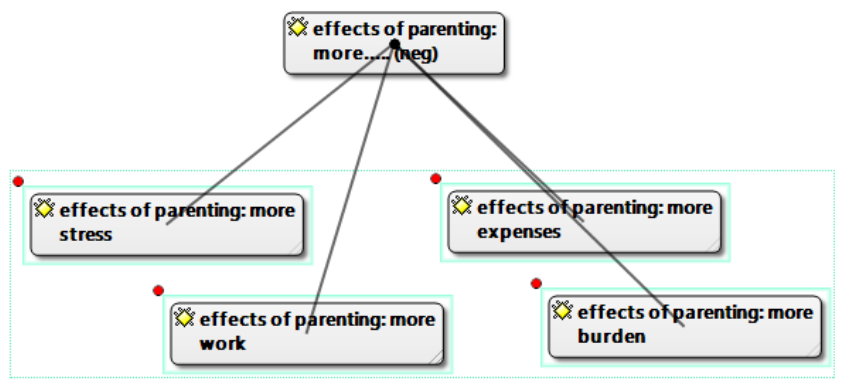 effects of parenting:
more..... (neg)
effects of parenting: more
stress
effects of parenting: more
expenses
effects of parenting: more
work
effects of parenting: more
burden